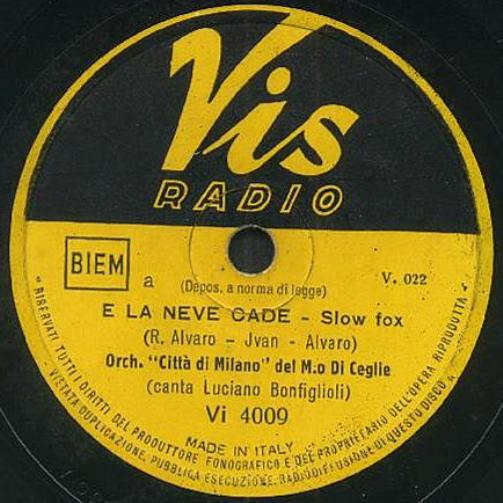 Vis
RADIO
BIEM
a
(Depos. a norma di legge)
V. 022
E LA NEVE CADE - Slow fox
(R. Alvaro - Jvan - Alvaro)
Orch. "Città di Milano" del M.o Di Ceglie
(canta Luciano Bonfiglioli)
Vi 4009
MADE IN ITALY
"RISERVATI TUTTI I DIRITTI DEL PRODUTTORE FONOGRAFICO E DEL PROPRIETARIO DELL'OPERA RIPRODOTTA"
VIETATA DUPLICAZIONE, PUBBLICA ESECUZIONE, RADIODIFFUSIONE DI QUESTO DISCO"